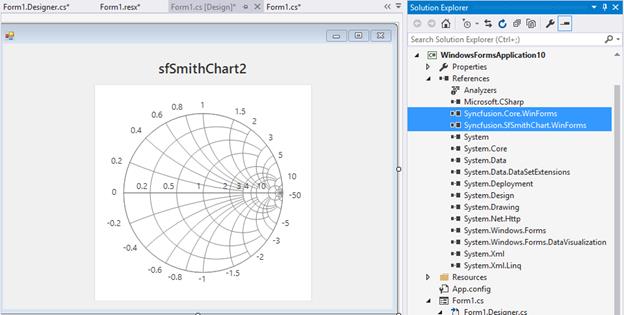 Form1.Designer.cs*
Form1.resx*
Form1.cs [Design]*
Form1.cs*
sfSmithChart2
1
0.8
1.5
0.6
2
0.4
3
5
0.2
10
0
0.2
0.5
1
2
3
4
10
-50
-0.2
-5
-0.4
-3
-0.6
-2
-0.8
-1.5
-1
Solution Explorer
Search Solution Explorer (Ctrl+;)
WindowsFormsApplication10
Properties
References
Analyzers
Microsoft.CSharp
Syncfusion.Core.WinForms
Syncfusion.SfSmithChart.WinForms
System
System.Core
System.Data
System.Data.DataSetExtensions
System.Deployment
System.Design
System.Drawing
System.Net.Http
System.Windows.Forms
System.Windows.Forms.DataVisualization
System.Xml
System.Xml.Linq
Resources
App.config
Form1.cs
Form1.Designer.cs